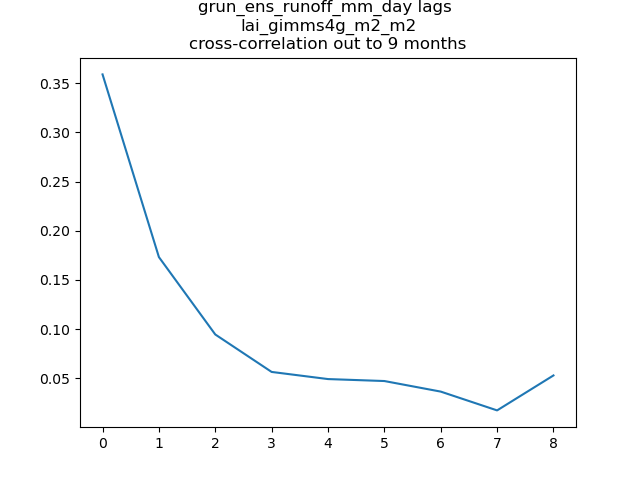 grun_ens_runoff_mm_day lags
lai_gimms4g_m2_m2
cross-correlation out to 9 months
0.35
0.30
0.25
0.20
0.15
0.10
0.05
0 1 2 3 4 5 6 7 8